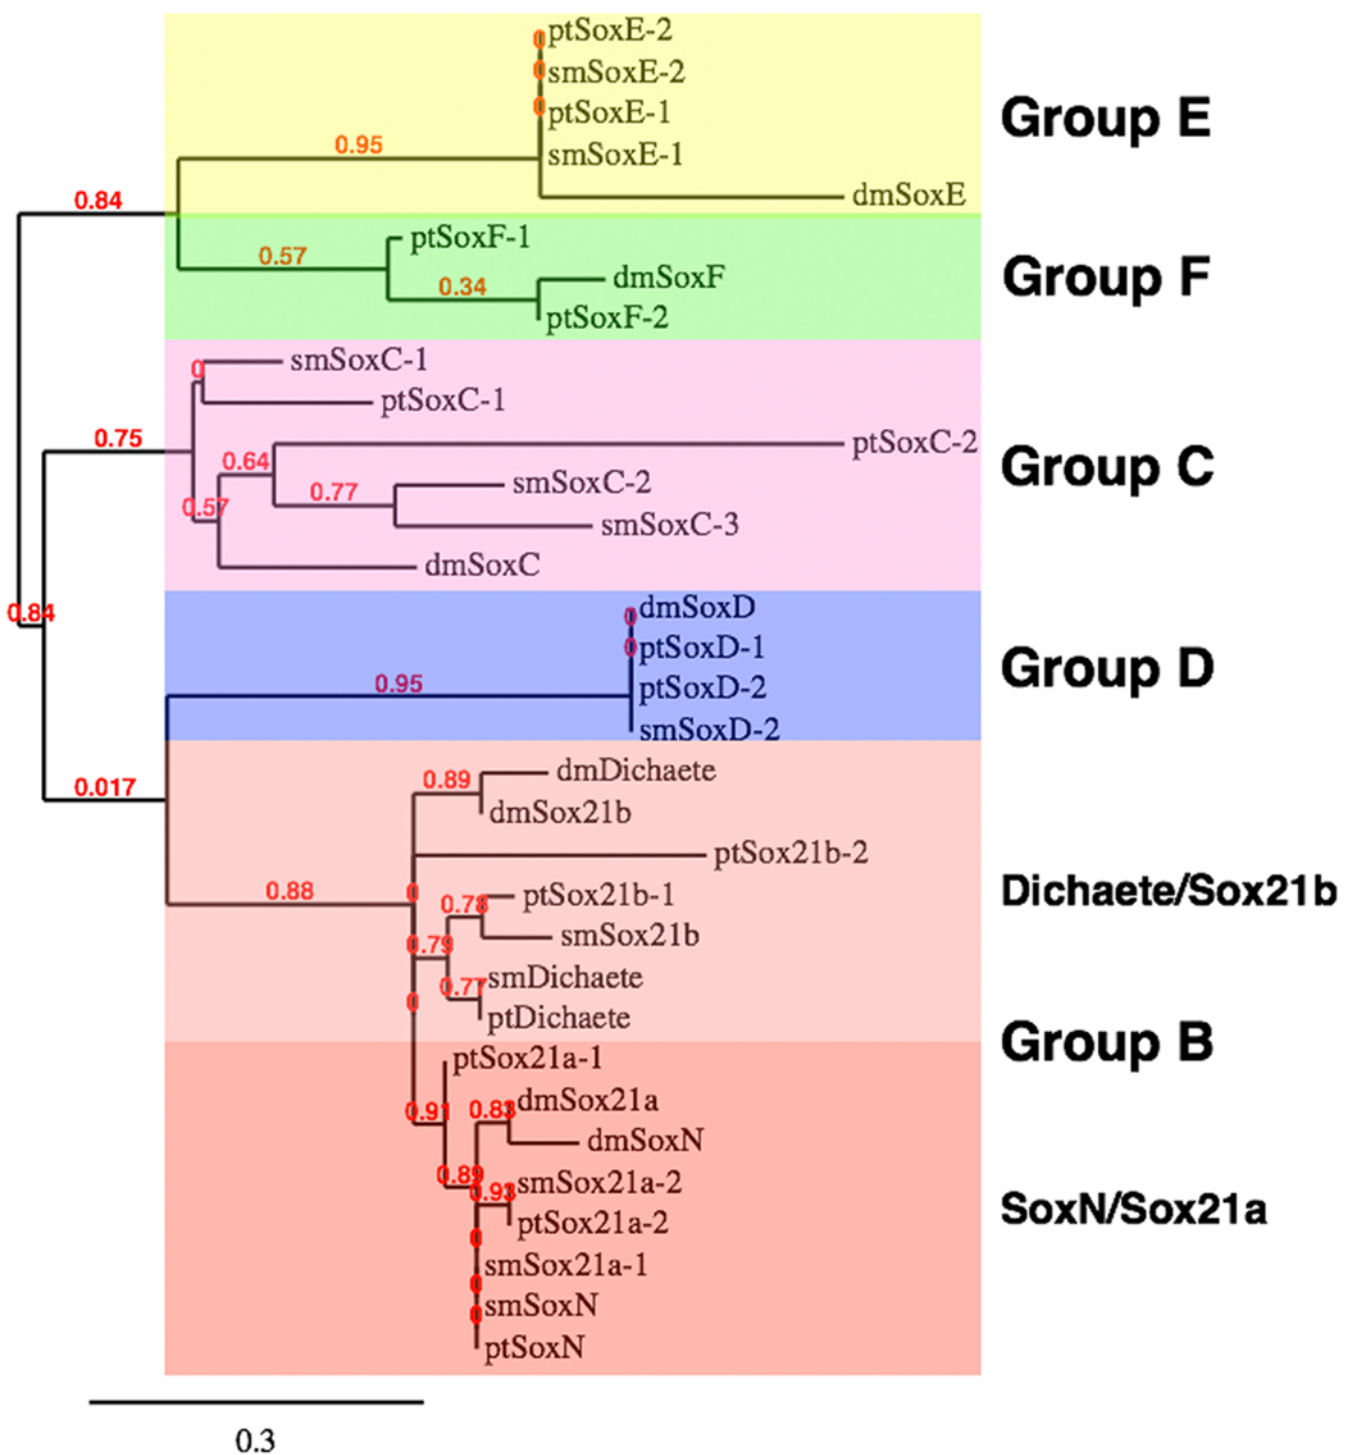 ptSoxE-2
0
smSoxE-2
0
ptSoxE-1
0
Group E
0.95
smSoxE-1
0.84
dmSoxE
ptSoxF-1
0.57
dmSoxF
Group F
0.34
ptSoxF-2
smSoxC-1
0
ptSoxC-1
0.75
ptSoxC-2
0.64
Group C
smSoxC-2
0.77
0.57
smSoxC-3
dmSoxC
dmSoxD
0
0.84
ptSoxD-1
0
Group D
0.95
ptSoxD-2
smSoxD-2
dmDichaete
0.89
0.017
dmSox21b
ptSox21b-2
0.88
0
ptSox21b-1
Dichaete/Sox21b
0.78
smSox21b
0.79
smDichaete
0.77
0
ptDichaete
Group B
ptSox21a-1
dmSox21a
0.91
0.83
dmSoxN
0.89
smSox21a-2
0.93
SoxN/Sox21a
ptSox21a-2
0
smSox21a-1
0
smSoxN
0
ptSoxN
0.3